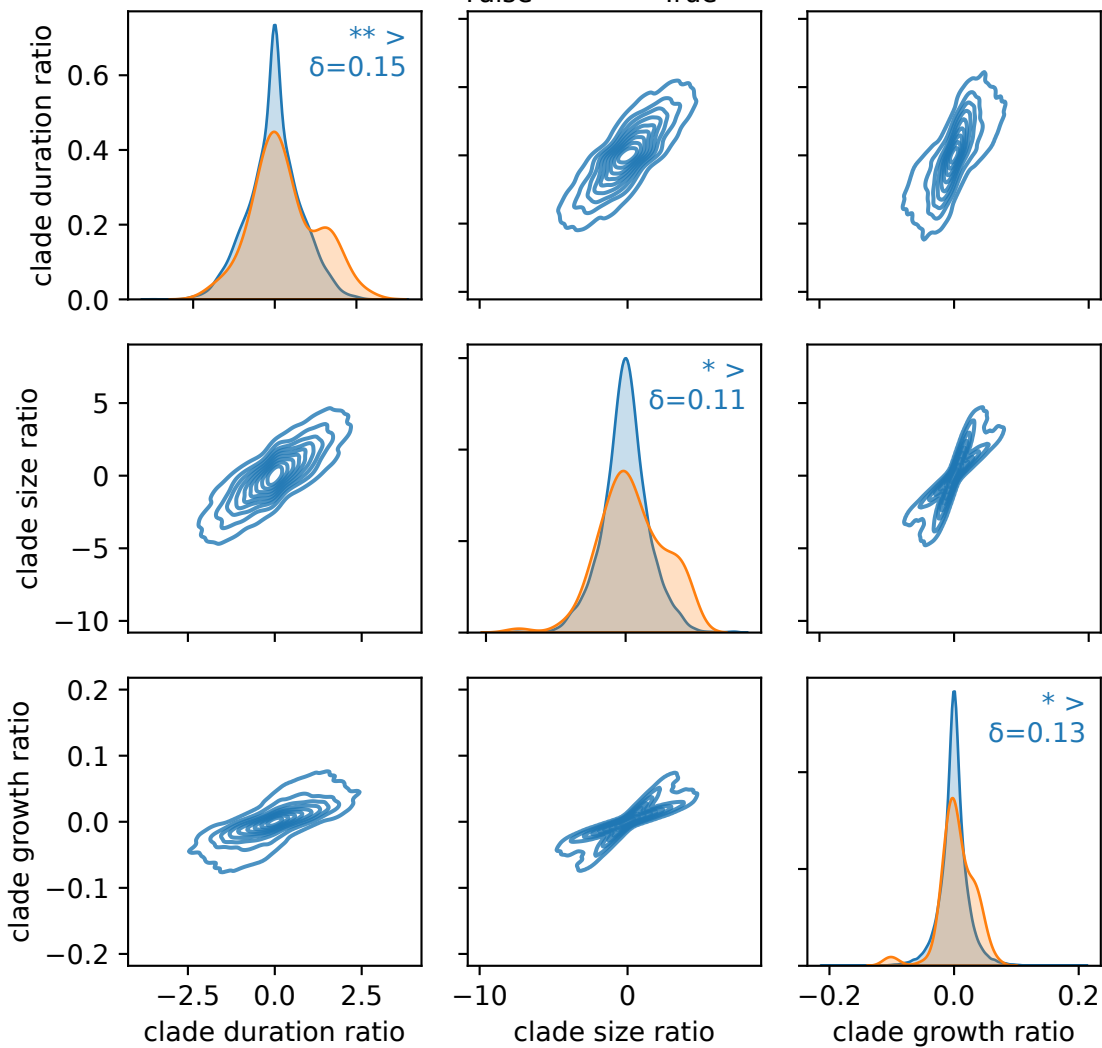 True
** >
δ=0.15
clade duration ratio
0.6
0.4
0.2
0.0
* >
δ=0.11
clade size ratio
5
0
−5
−10
* >
δ=0.13
clade growth ratio
0.2
0.1
0.0
−0.1
−0.2
−2.5 0.0 2.5
−10 0
−0.2 0.0 0.2
clade duration ratio
clade size ratio
clade growth ratio